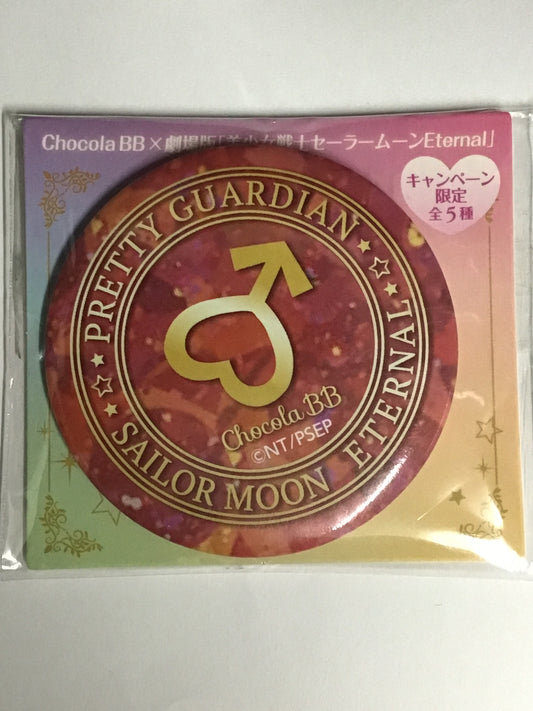 Chocola BB×劇場版「美少女戦士セーラームーンEternal」
キャンペーン
限定
全5種
PRETTY GUARDIAN
SAILOR MOON ETERNAL
Chocola BB
©NT/PSEP